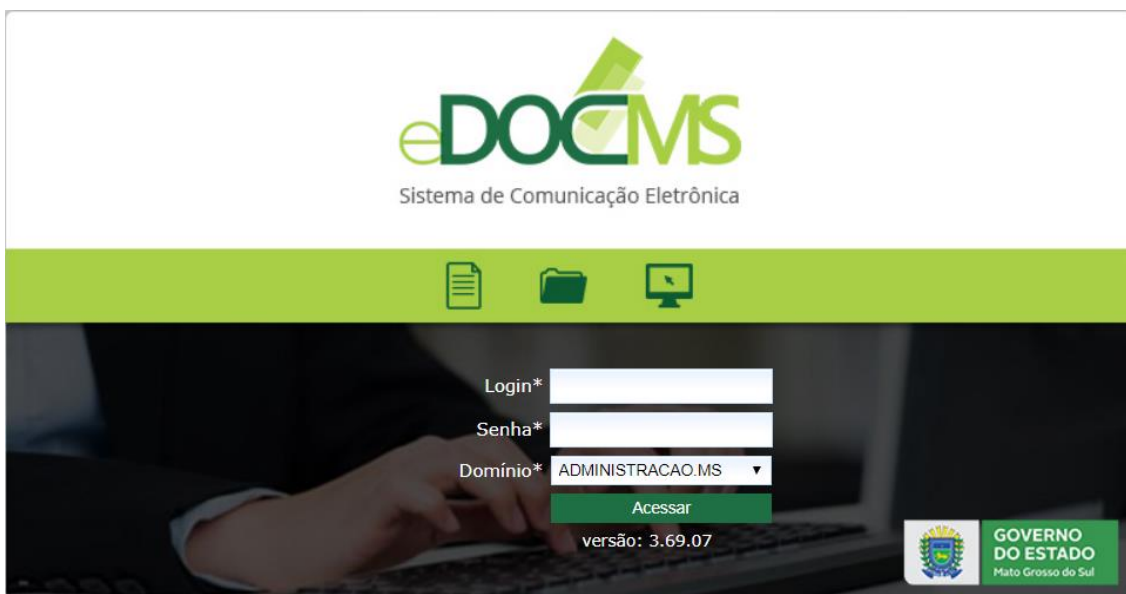 eDOCMS
Sistema de Comunicação Eletrônica
Login*
Senha*
Domínio* ADMINISTRACAO.MS
Acessar
versão: 3.69.07
GOVERNO
DO ESTADO
Mato Grosso do Sul